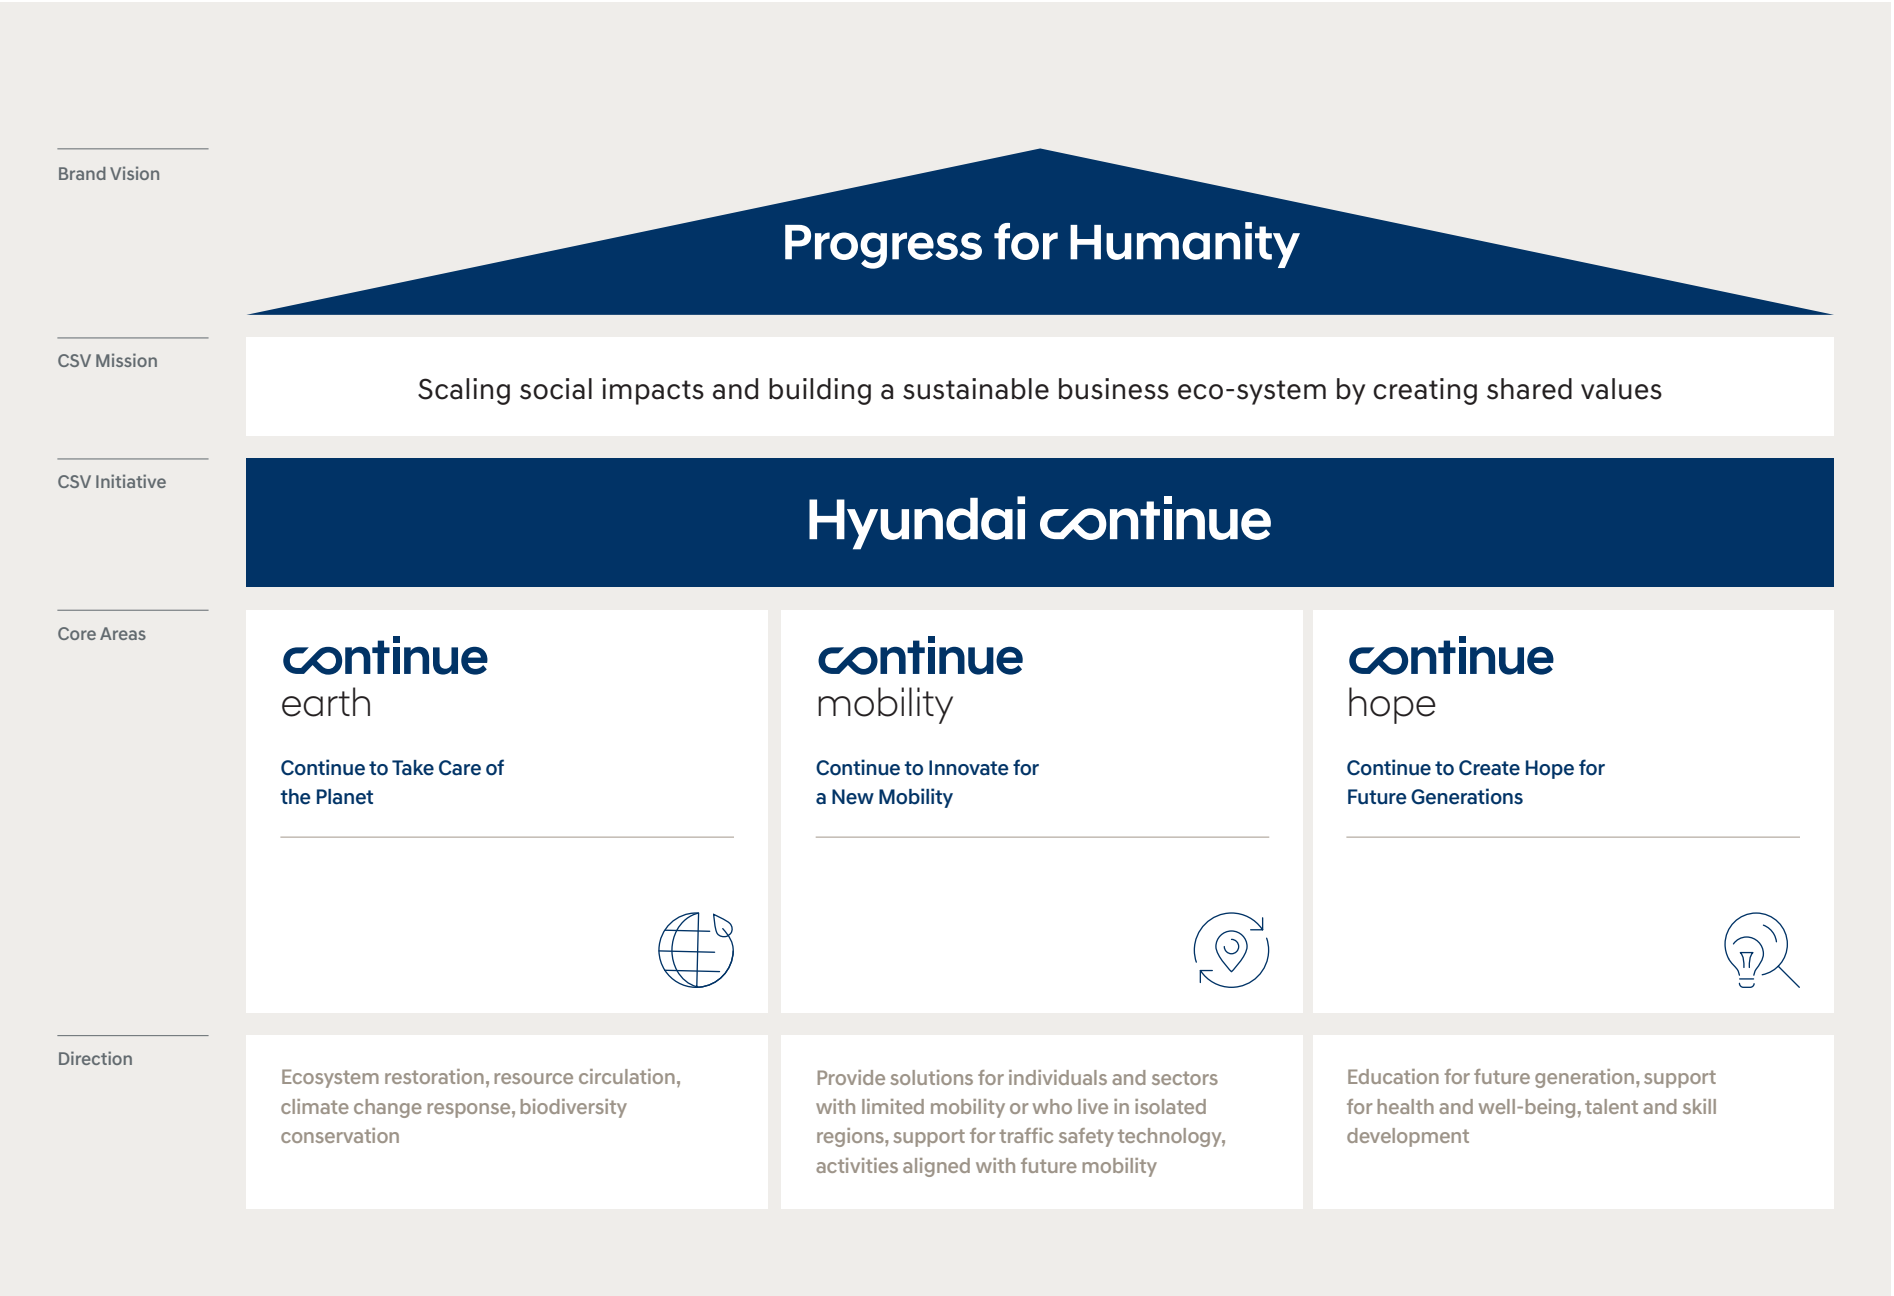 Brand Vision
Progress for Humanity
CSV Mission
Scaling social impacts and building a sustainable business eco-system by creating shared values
CSV Initiative
Hyundai continue
Core Areas
continue
earth
Continue to Take Care of
the Planet
continue
mobility
Continue to Innovate for
a New Mobility
continue
hope
Continue to Create Hope for
Future Generations
Direction
Ecosystem restoration, resource circulation,
climate change response, biodiversity
conservation
Provide solutions for individuals and sectors
with limited mobility or who live in isolated
regions, support for traffic safety technology,
activities aligned with future mobility
Education for future generation, support
for health and well-being, talent and skill
development